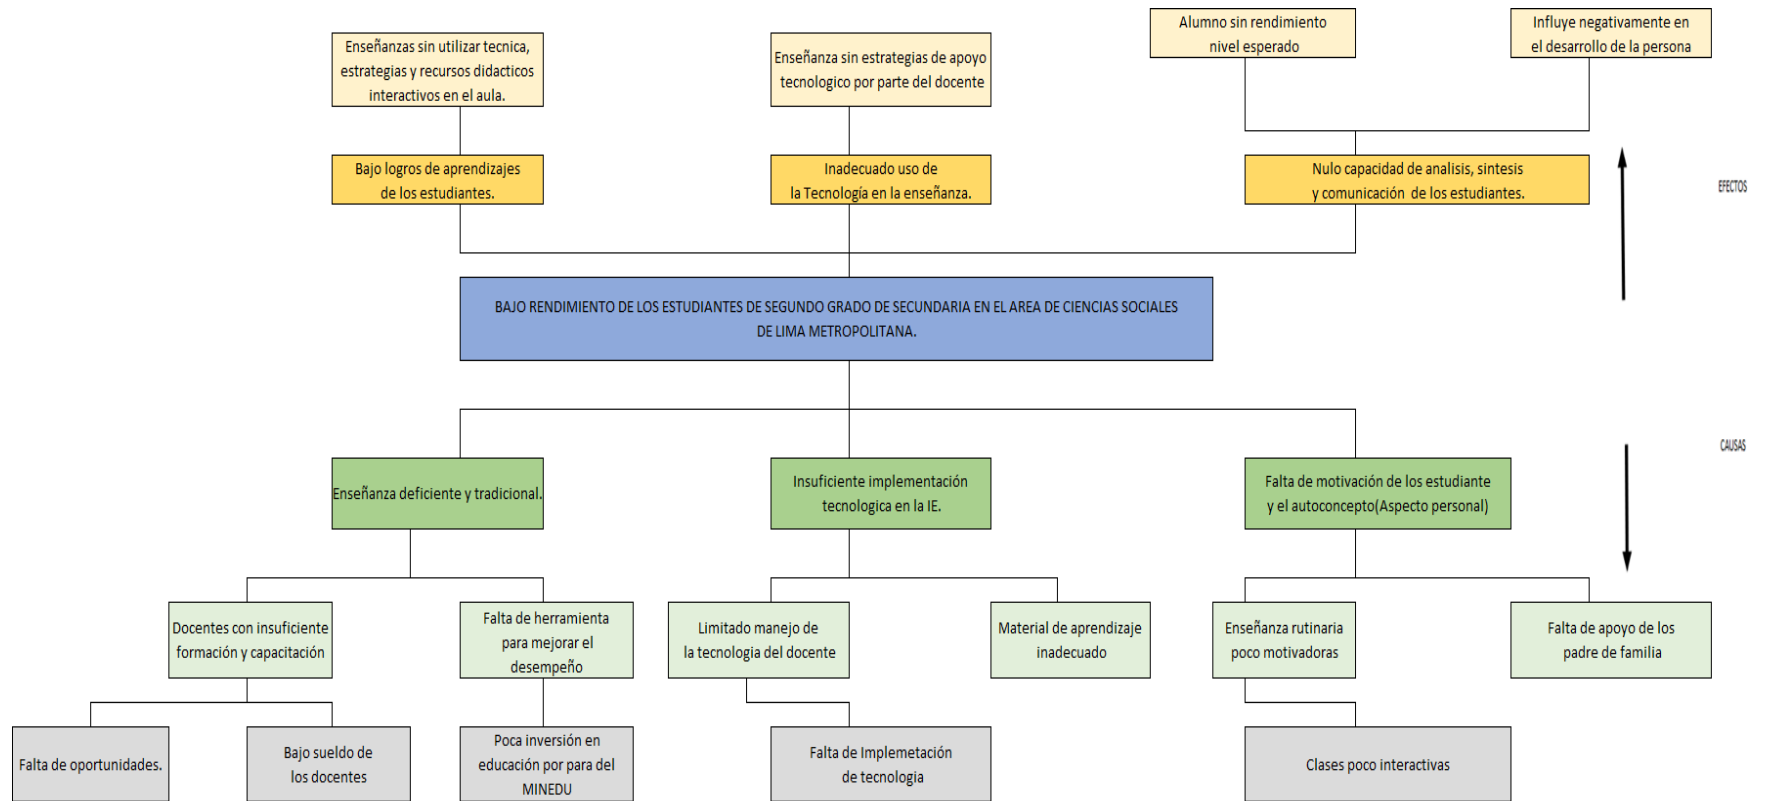 Alumno sin rendimiento
nivel esperado
Influye negativamente en
el desarrollo de la persona
Enseñanzas sin utilizar tecnica,
estrategias y recursos didacticos
interactivos en el aula.
Enseñanza sin estrategias de apoyo
tecnologico por parte del docente
Bajo logros de aprendizajes
de los estudiantes.
Inadecuado uso de
la Tecnología en la enseñanza.
Nulo capacidad de analisis, sintesis
y comunicación de los estudiantes.
EFECTOS
BAJO RENDIMIENTO DE LOS ESTUDIANTES DE SEGUNDO GRADO DE SECUNDARIA EN EL AREA DE CIENCIAS SOCIALES
DE LIMA METROPOLITANA.
CAUSAS
Enseñanza deficiente y tradicional.
Insuficiente implementación
tecnologica en la IE.
Falta de motivación de los estudiante
y el autoconcepto(Aspecto personal)
Docentes con insuficiente
formación y capacitación
Falta de herramienta
para mejorar el
desempeño
Limitado manejo de
la tecnologia del docente
Material de aprendizaje
inadecuado
Enseñanza rutinaria
poco motivadoras
Falta de apoyo de los
padre de familia
Falta de oportunidades.
Bajo sueldo de
los docentes
Poca inversión en
educación por para del
MINEDU
Falta de Implemetación
de tecnologia
Clases poco interactivas